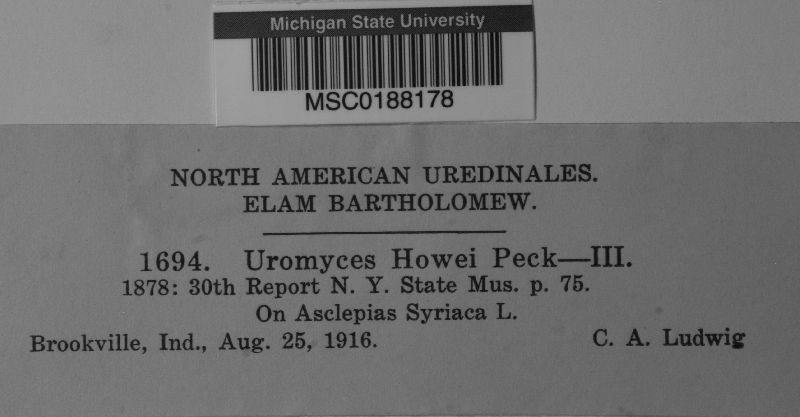 Michigan State University
MSC0188178
NORTH AMERICAN UREDINALES.
ELAM BARTHOLOMEW.
1694. Uromyces Howei Peck—III.
1878: 30th Report N. Y. State Mus. p. 75.
On Asclepias Syriaca L.
Brookville, Ind., Aug. 25, 1916. C. A. Ludwig